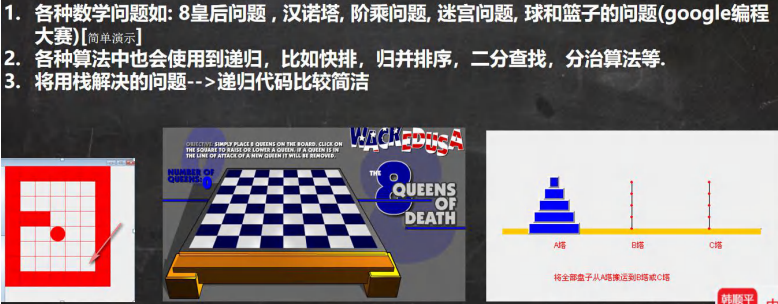 1. 各种数学问题如: 8皇后问题 , 汉诺塔, 阶乘问题, 迷宫问题, 球和篮子的问题(google编程
大赛)[简单演示]
2. 各种算法中也会使用到递归，比如快排，归并排序，二分查找，分治算法等.
3. 将用栈解决的问题-->递归代码比较简洁
WACKEDUSA
OBJECTIVE: SIMPLY PLACE 8 QUEENS ON THE BOARD. CLICK ON
THE SQUARE TO RAISE OR LOWER A QUEEN. IF A QUEEN IS IN
THE LINE OF ATTACK OF A NEW QUEEN IT WILL BE REMOVED.
NUMBER OF
QUEENS: 0
THE 8 QUEENS
OF
DEATH
A塔 B塔 C塔
将全部盘子从A塔搬运到B塔或C塔
韩顺平